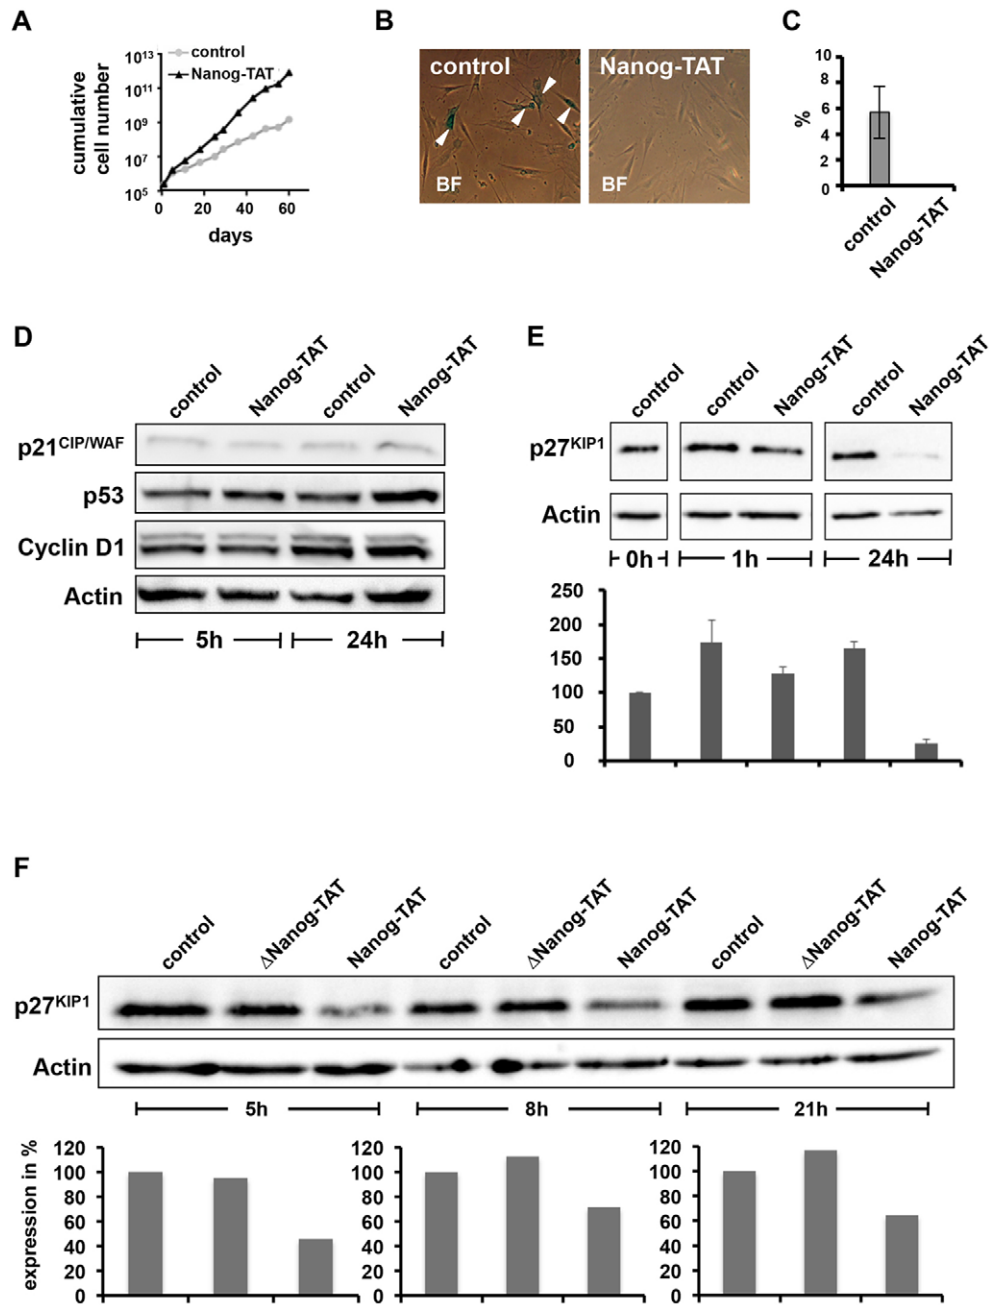 A
cumulative
cell number
10¹³
10¹¹
10⁹
10⁷
10⁵
control
Nanog-TAT
0 20 40 60
days
B
control
BF
Nanog-TAT
BF
C
%
10
8
6
4
2
0
control
Nanog-TAT
D
control Nanog-TAT control Nanog-TAT
p21CIP/WAF
p53
Cyclin D1
Actin
5h 24h
E
control control Nanog-TAT control Nanog-TAT
p27KIP1
Actin
0h 1h 24h
250
200
150
100
50
0
F
control ΔNanog-TAT Nanog-TAT control ΔNanog-TAT Nanog-TAT control ΔNanog-TAT Nanog-TAT
p27KIP1
Actin
5h 8h 21h
expression in %
120
100
80
60
40
20
0
120
100
80
60
40
20
0
120
100
80
60
40
20
0